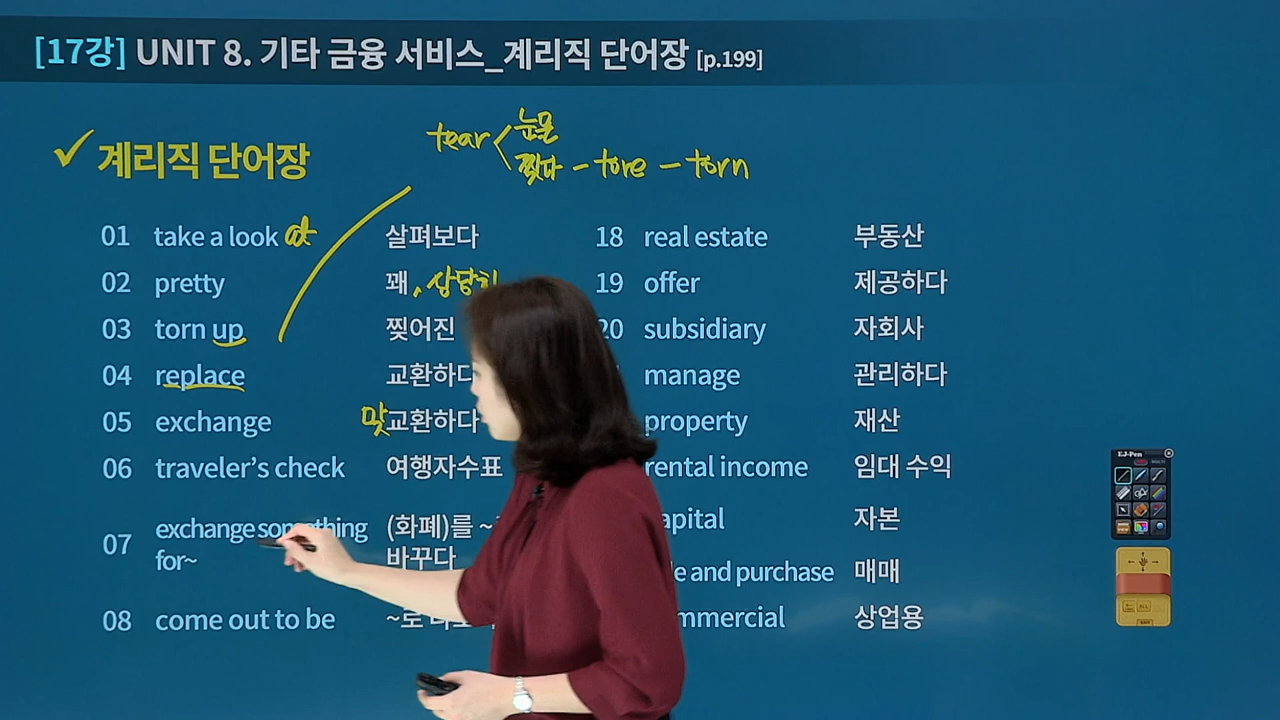 [17강] UNIT 8. 기타 금융 서비스_계리직 단어장 [p.199]
tear 눈물
찢다 - tore - torn
계리직 단어장
01 take a look at 살펴보다
02 pretty 꽤, 상당히
03 torn up 찢어진
04 replace 교환하다
05 exchange 맞교환하다
06 traveler's check 여행자수표
07 exchange something for~ (화폐)를 ~
바꾸다
08 come out to be ~로
18 real estate 부동산
19 offer 제공하다
20 subsidiary 자회사
manage 관리하다
property 재산
rental income 임대 수익
apital 자본
le and purchase 매매
mmercial 상업용
EJ-Pen